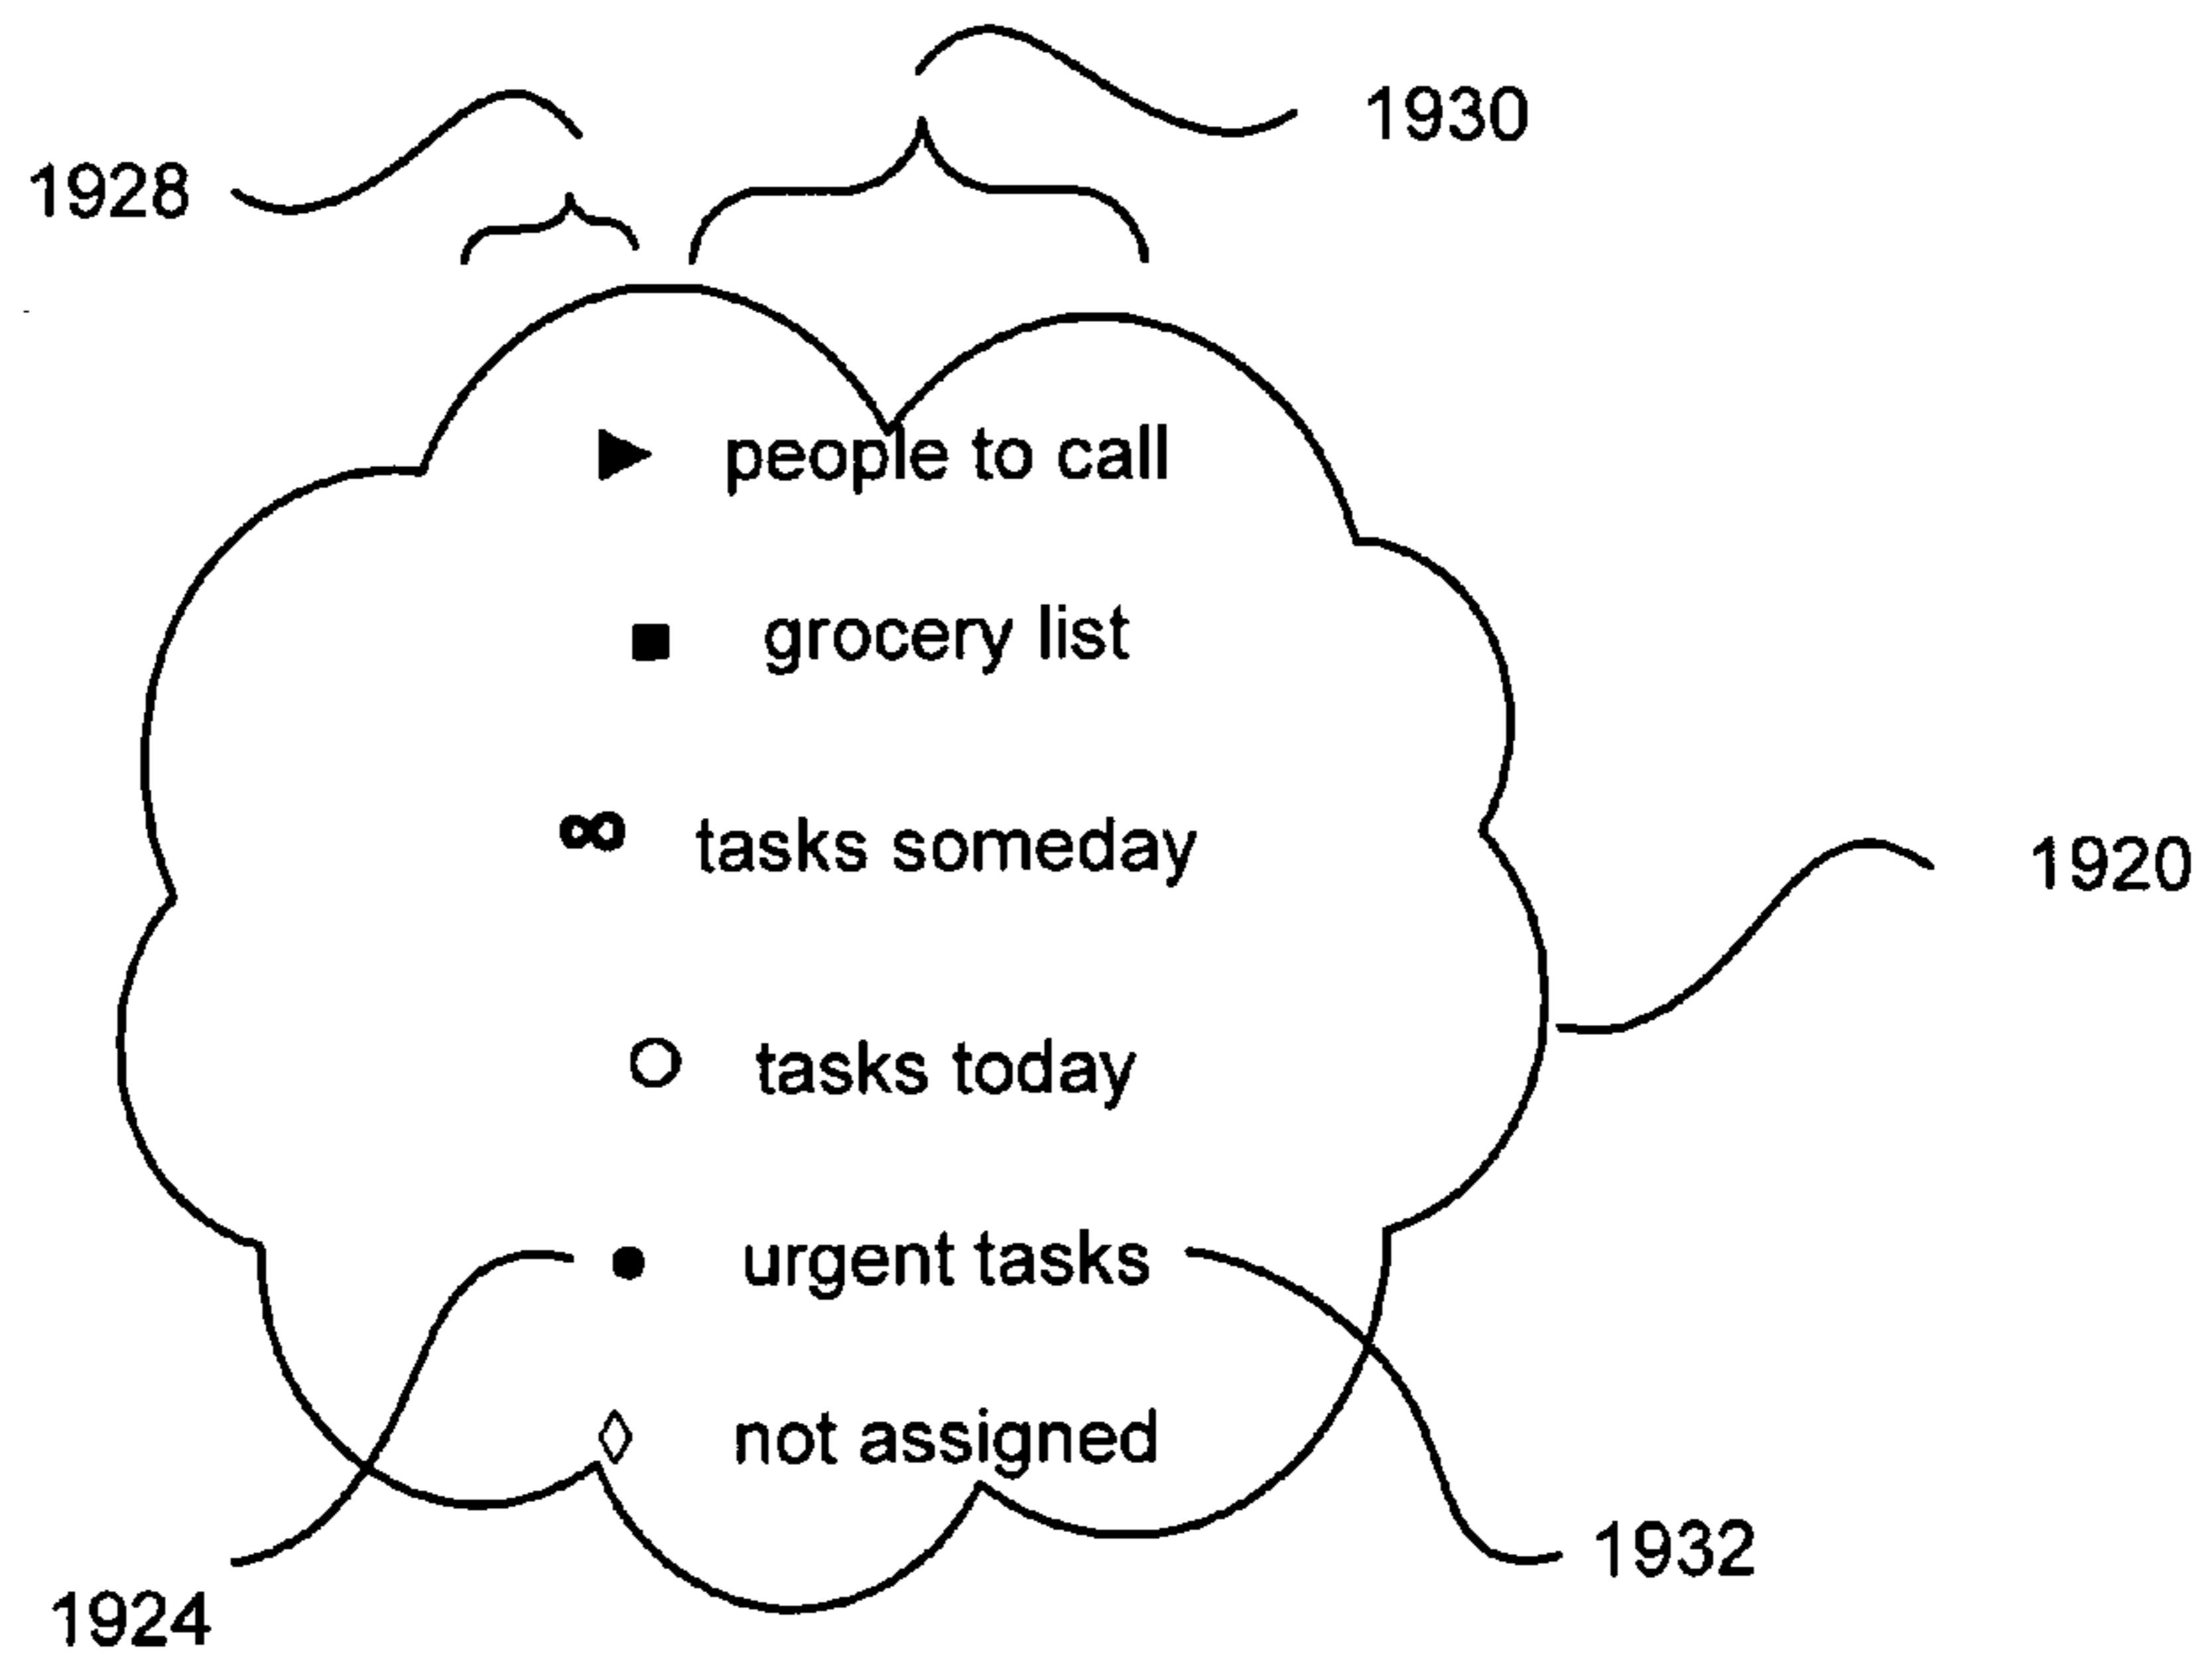 1930
1928
▶ people to call
■ grocery list
∞ tasks someday
1920
○ tasks today
● urgent tasks
◊ not assigned
1932
1924